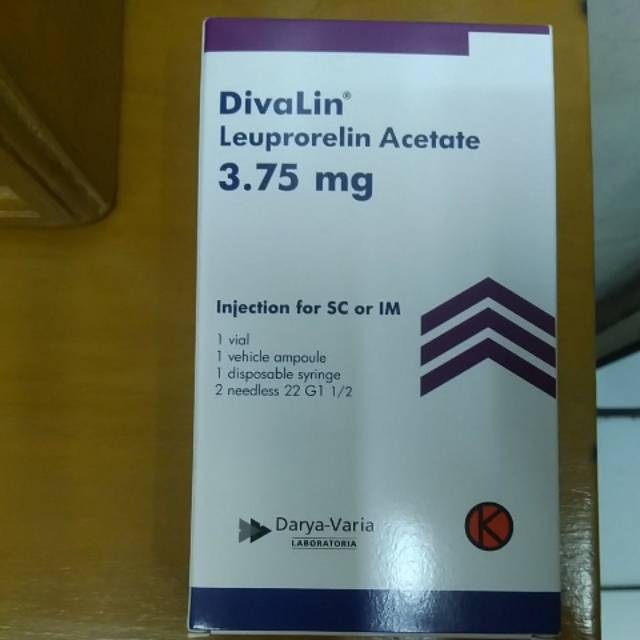 DivaLin®
Leuprorelin Acetate
3.75 mg
Injection for SC or IM
1 vial
1 vehicle ampoule
1 disposable syringe
2 needless 22 G1 1/2
Darya-Varia
LABORATORIA
K